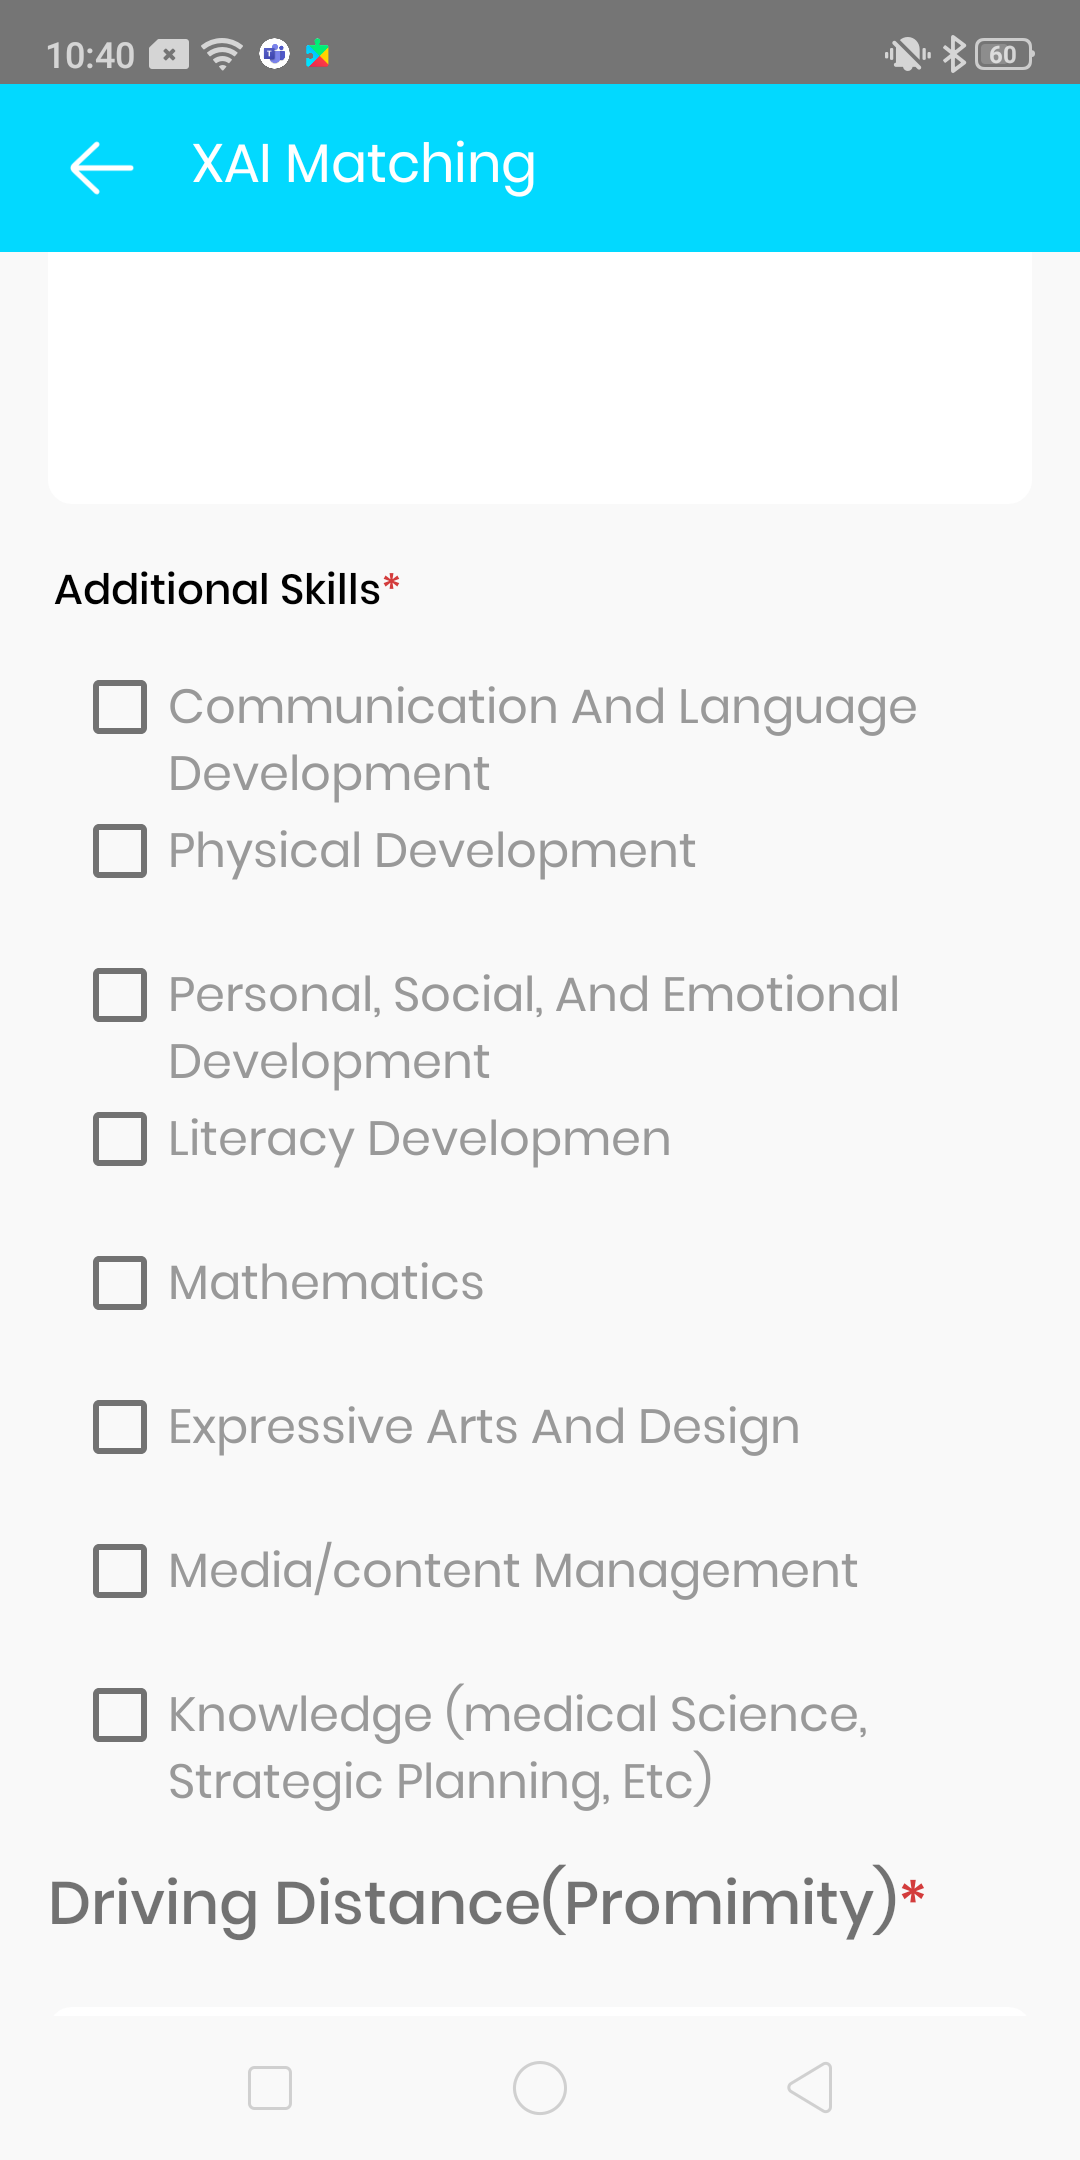 10:40
60
XAI Matching
Additional Skills*
Communication And Language
Development
Physical Development
Personal, Social, And Emotional
Development
Literacy Developmen
Mathematics
Expressive Arts And Design
Media/content Management
Knowledge (medical Science,
Strategic Planning, Etc)
Driving Distance(Promimity)*